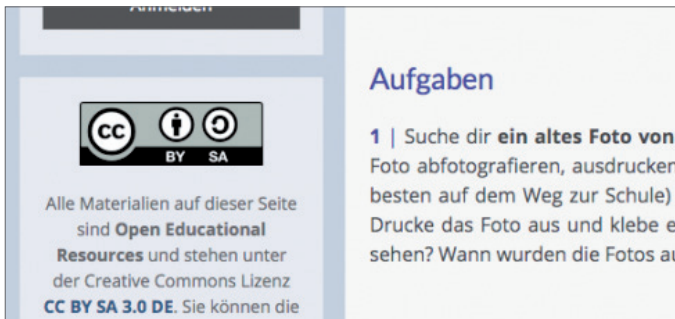 Anmelden
cc
BY SA
Alle Materialien auf dieser Seite
sind Open Educational
Resources und stehen unter
der Creative Commons Lizenz
CC BY SA 3.0 DE. Sie können die
Aufgaben
1 | Suche dir ein altes Foto von
Foto abfotografieren, ausdrucken
besten auf dem Weg zur Schule)
Drucke das Foto aus und klebe e
sehen? Wann wurden die Fotos au